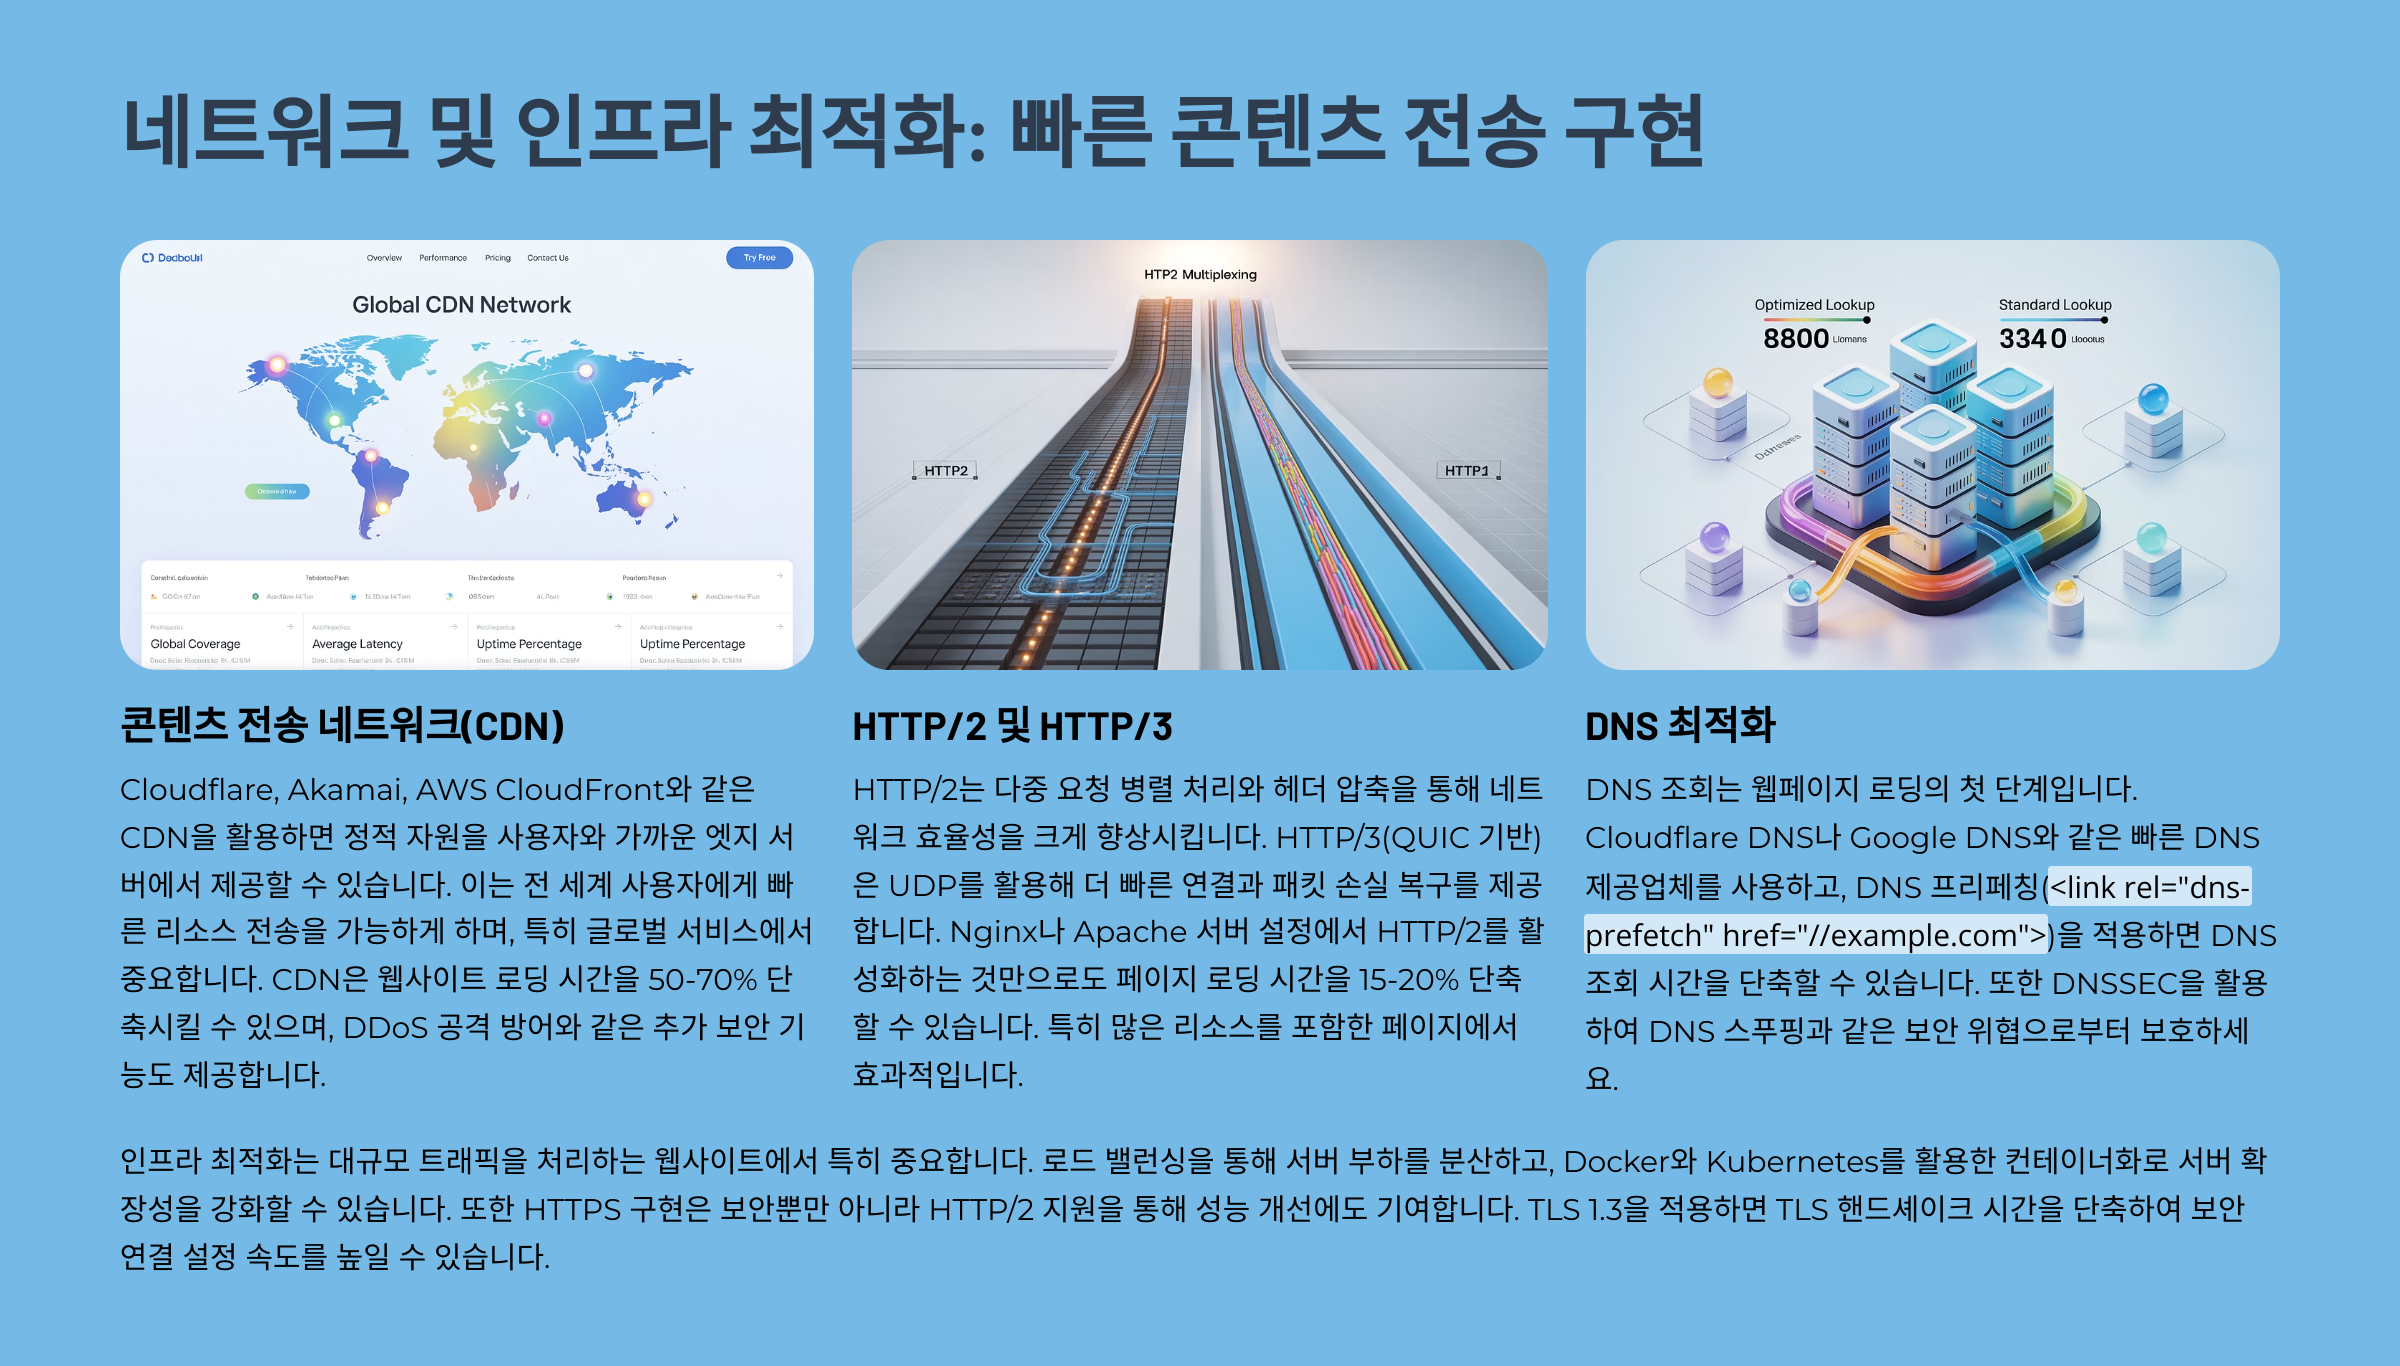 네트워크 및 인프라 최적화: 빠른 콘텐츠 전송 구현
Overview Performance Pricing Contact Us
Try Free
Global CDN Network
Global Coverage
Average Latency
Uptime Percentage
Uptime Percentage
HTP2 Multiplexing
HTTP2
HTTP1
Optimized Lookup
8800
Standard Lookup
3340
콘텐츠 전송 네트워크(CDN)
Cloudflare, Akamai, AWS CloudFront와 같은
CDN을 활용하면 정적 자원을 사용자와 가까운 엣지 서
버에서 제공할 수 있습니다. 이는 전 세계 사용자에게 빠
른 리소스 전송을 가능하게 하며, 특히 글로벌 서비스에서
중요합니다. CDN은 웹사이트 로딩 시간을 50-70% 단
축시킬 수 있으며, DDoS 공격 방어와 같은 추가 보안 기
능도 제공합니다.
HTTP/2 및 HTTP/3
HTTP/2는 다중 요청 병렬 처리와 헤더 압축을 통해 네트
워크 효율성을 크게 향상시킵니다. HTTP/3(QUIC 기반)
은 UDP를 활용해 더 빠른 연결과 패킷 손실 복구를 제공
합니다. Nginx나 Apache 서버 설정에서 HTTP/2를 활
성화하는 것만으로도 페이지 로딩 시간을 15-20% 단축
할 수 있습니다. 특히 많은 리소스를 포함한 페이지에서
효과적입니다.
DNS 최적화
DNS 조회는 웹페이지 로딩의 첫 단계입니다.
Cloudflare DNS나 Google DNS와 같은 빠른 DNS
제공업체를 사용하고, DNS 프리페칭(<link rel="dns-
prefetch" href="//example.com">)을 적용하면 DNS
조회 시간을 단축할 수 있습니다. 또한 DNSSEC을 활용
하여 DNS 스푸핑과 같은 보안 위협으로부터 보호하세
요.
인프라 최적화는 대규모 트래픽을 처리하는 웹사이트에서 특히 중요합니다. 로드 밸런싱을 통해 서버 부하를 분산하고, Docker와 Kubernetes를 활용한 컨테이너화로 서버 확
장성을 강화할 수 있습니다. 또한 HTTPS 구현은 보안뿐만 아니라 HTTP/2 지원을 통해 성능 개선에도 기여합니다. TLS 1.3을 적용하면 TLS 핸드셰이크 시간을 단축하여 보안
연결 설정 속도를 높일 수 있습니다.